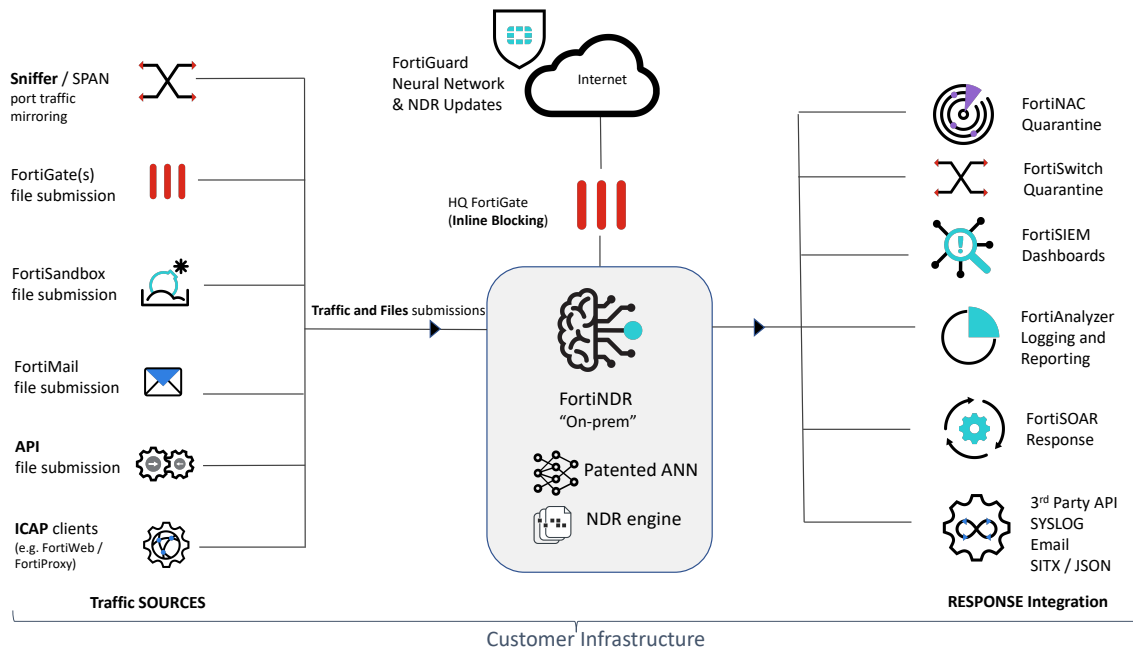 Sniffer / SPAN
port traffic
mirroring
FortiGate(s)
file submission
FortiSandbox
file submission
FortiMail
file submission
API
file submission
ICAP clients
(e.g. FortiWeb /
FortiProxy)
Traffic SOURCES
Traffic and Files submissions
FortiGuard
Neural Network
& NDR Updates
Internet
HQ FortiGate
(Inline Blocking)
FortiNDR
“On-prem”
Patented ANN
NDR engine
FortiNAC
Quarantine
FortiSwitch
Quarantine
FortiSIEM
Dashboards
FortiAnalyzer
Logging and
Reporting
FortiSOAR
Response
3rd Party API
SYSLOG
Email
SITX / JSON
RESPONSE Integration
Customer Infrastructure